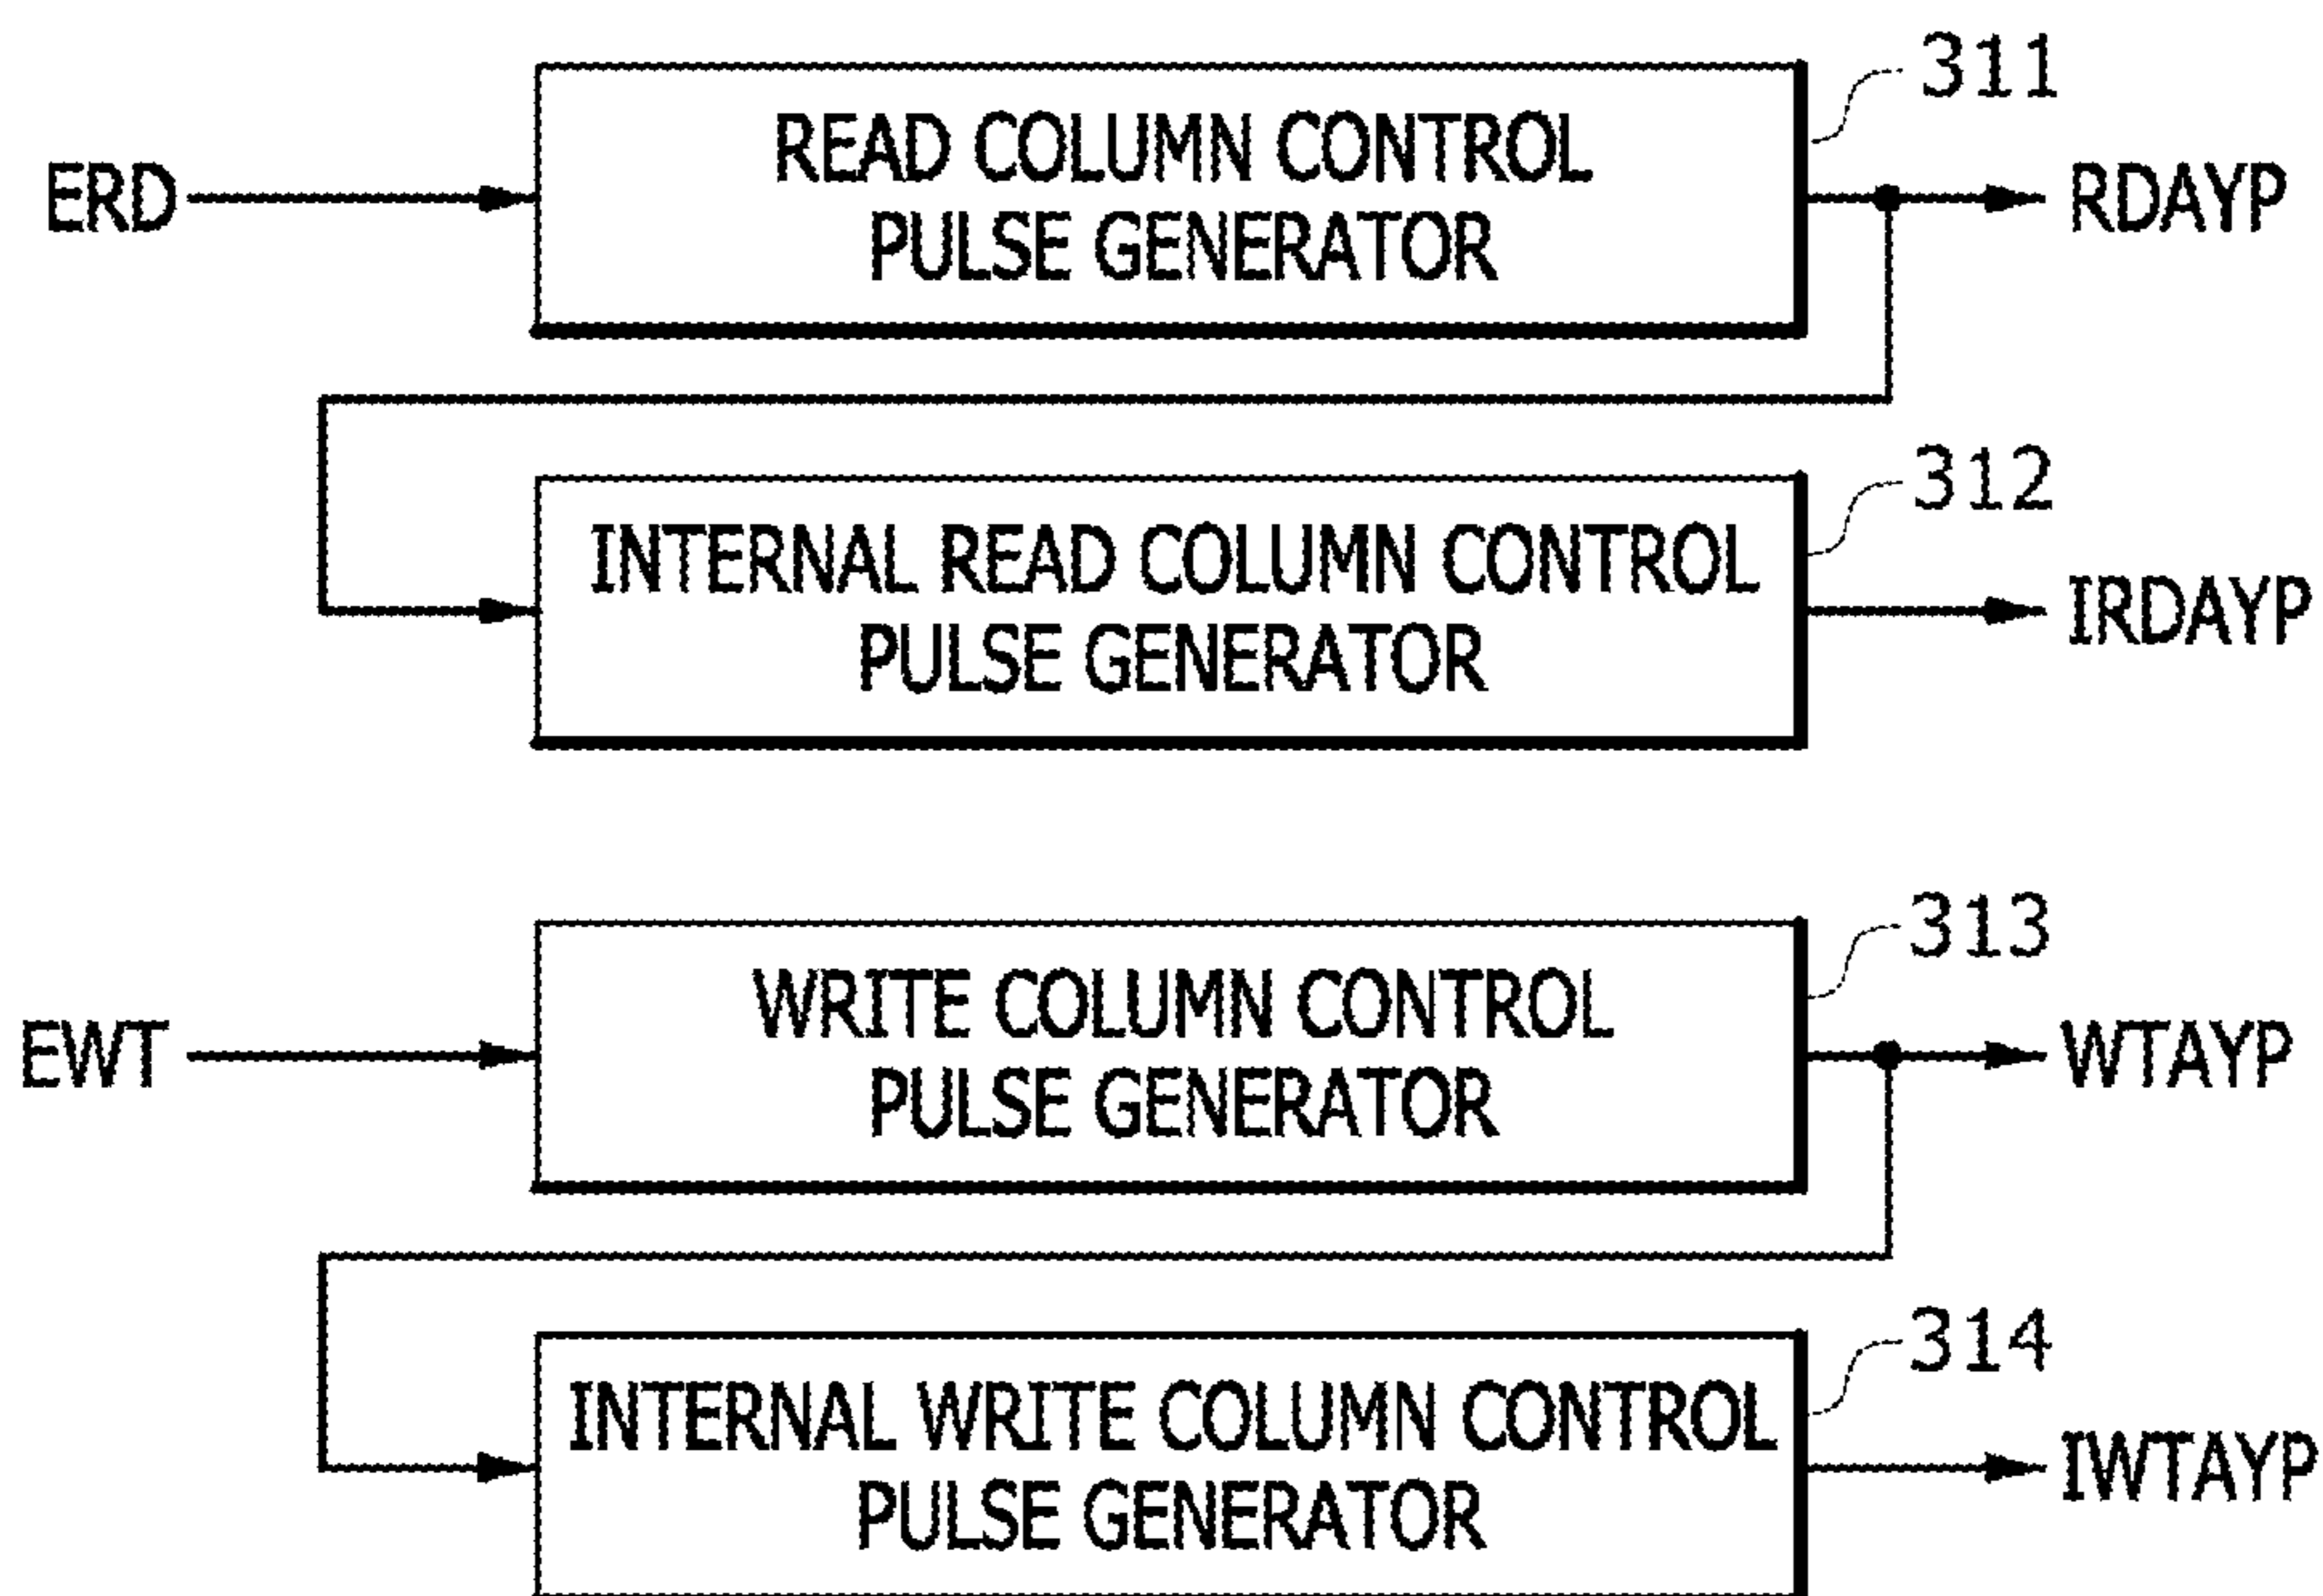 311
READ COLUMN CONTROL
ERD
RDAYP
PULSE GENERATOR
312
INTERNAL READ COLUMN CONTROL
IRDAYP
PULSE GENERATOR
313
WRITE COLUMN CONTROL
EWT
WTAYP
PULSE GENERATOR
314
INTERNAL WRITE COLUMN CONTROL
IWTAYP
PULSE GENERATOR